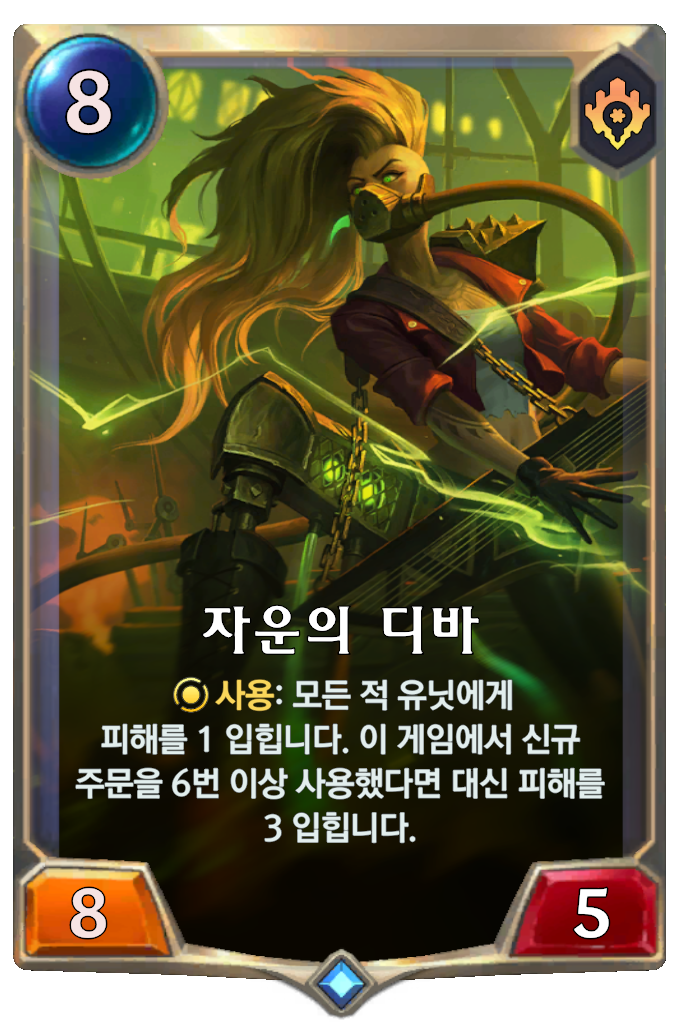 8
자운의 디바
사용: 모든 적 유닛에게
피해를 1 입힙니다. 이 게임에서 신규
주문을 6번 이상 사용했다면 대신 피해를
3 입힙니다.
8
5